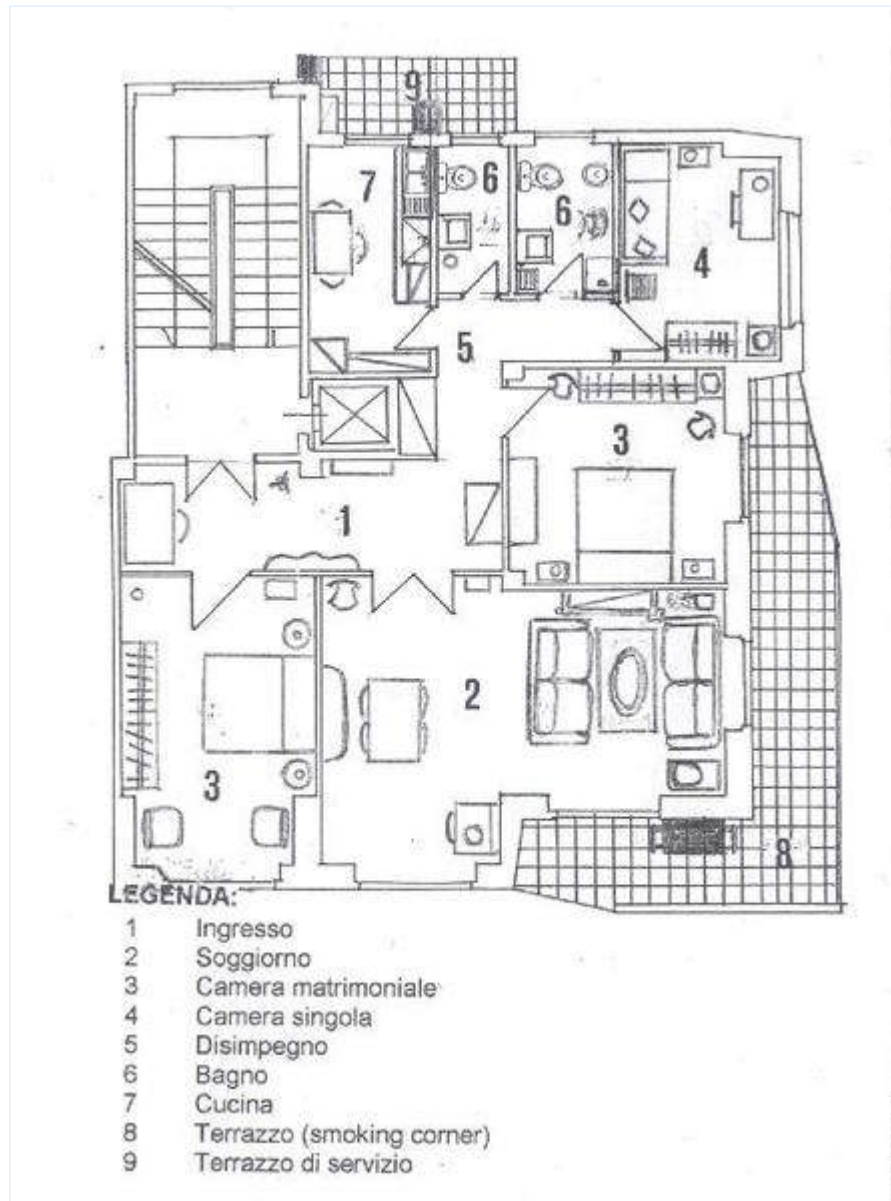 9
7
6
6
4
5
3
1
2
3
8
LEGENDA:
1 Ingresso
2 Soggiorno
3 Camera matrimoniale
4 Camera singola
5 Disimpegno
6 Bagno
7 Cucina
8 Terrazzo (smoking corner)
9 Terrazzo di servizio